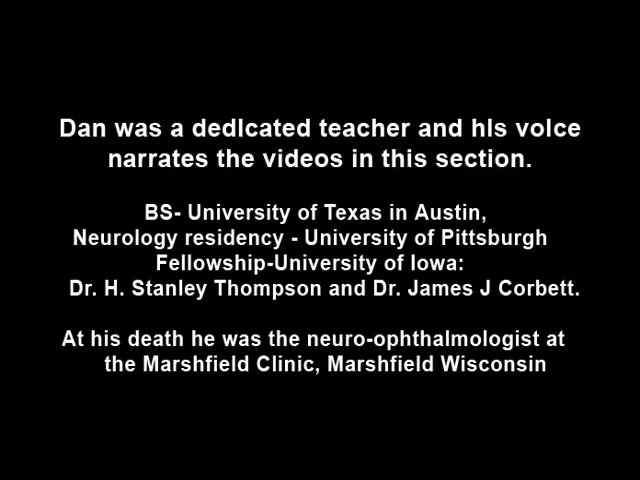 Dan was a dedicated teacher and his voice
narrates the videos in this section.
BS- University of Texas in Austin,
Neurology residency - University of Pittsburgh
Fellowship-University of Iowa:
Dr. H. Stanley Thompson and Dr. James J Corbett.
At his death he was the neuro-ophthalmologist at
the Marshfield Clinic, Marshfield Wisconsin